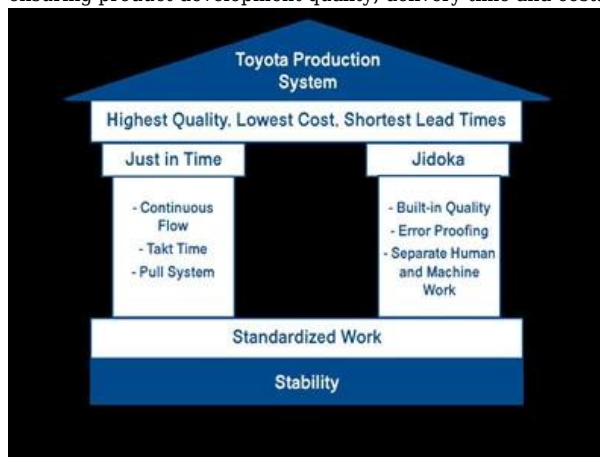 Toyota Production
System
Highest Quality, Lowest Cost, Shortest Lead Times
Just in Time
- Continuous
Flow
- Takt Time
- Pull System
Jidoka
- Built-in Quality
- Error Proofing
- Separate Human
and Machine
Work
Standardized Work
Stability